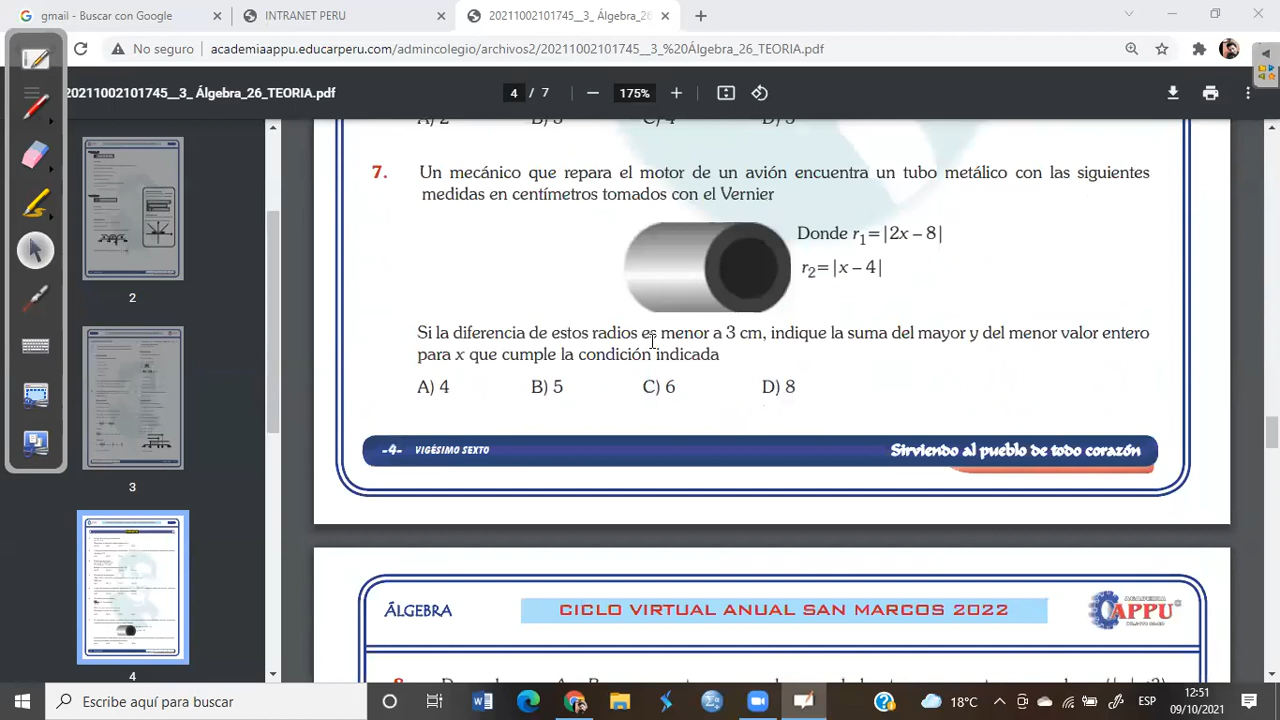 gmail - Buscar con Google
INTRANET PERU
20211002101745__3_ Álgebra_26
No seguro
academiaappu.educarperu.com/admincolegio/archivos2/20211002101745__3_%20Álgebra_26_TEORIA.pdf
20211002101745__3_ Álgebra_26_TEORIA.pdf
4 / 7
175%
7. Un mecánico que repara el motor de un avión encuentra un tubo metálico con las siguientes
medidas en centímetros tomados con el Vernier
Donde r₁=|2x – 8|
r₂=|x – 4|
Si la diferencia de estos radios es menor a 3 cm, indique la suma del mayor y del menor valor entero
para x que cumple la condición indicada
A) 4 B) 5 C) 6 D) 8
-4- VIGÉSIMO SEXTO Sirviendo al pueblo de todo corazón
2
3
4
ÁLGEBRA CICLO VIRTUAL ANUAL SAN MARCOS 2022 ACADEMIA APPU
Escribe aquí para buscar
18°C
ESP
12:51
09/10/2021